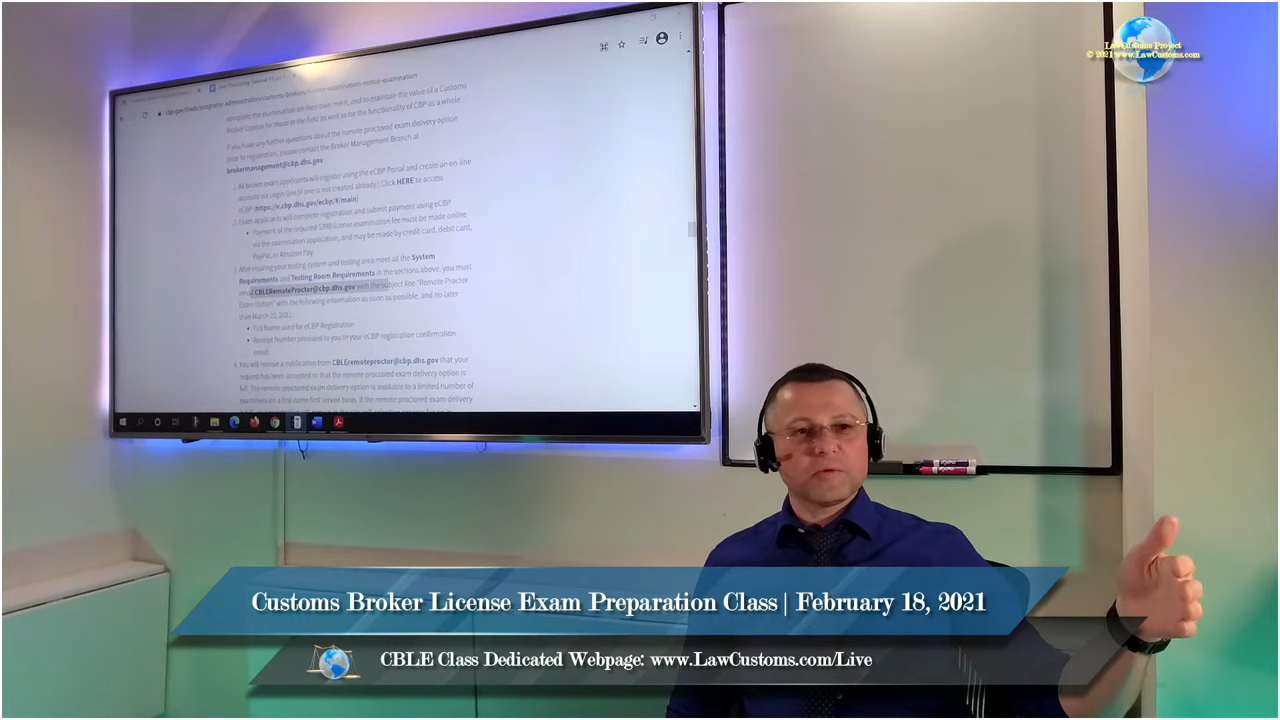 LawCustoms Project
© 2021 www.LawCustoms.com
cbp.gov/trade/programs-administration/customs-brokers/license-examination-notice-examination
complete the examination on their own merit, and to maintain the value of a Customs
Broker License for those in the field as well as for the functionality of CBP as a whole.
If you have any further questions about the remote proctored exam delivery option
prior to registration, please contact the Broker Management Branch at
brokermanagement@cbp.dhs.gov
1. All broker exam applicants will register using the eCBP Portal and create an on-line
account via Login.Gov (if one is not created already.) Click HERE to access
eCBP (https://e.cbp.dhs.gov/ecbp/#/main)
2. Exam applicants will complete registration and submit payment using eCBP
• Payment of the required $390 license examination fee must be made online
via the examination application, and may be made by credit card, debit card,
PayPal, or Amazon Pay.
3. After insuring your testing system and testing area meet all the System
Requirements and Testing Room Requirements in the sections above, you must
email CBLERemoteProctor@cbp.dhs.gov with the subject line "Remote Proctor
Exam Option" with the following information as soon as possible, and no later
than March 22, 2021:
• Full Name used for eCBP Registration
• Receipt Number provided to you in your eCBP registration confirmation
email.
4. You will receive a notification from CBLEremoteproctor@cbp.dhs.gov that your
request has been accepted or that the remote proctored exam delivery option is
full. The remote proctored exam delivery option is available to a limited number of
examinees on a first come first served basis. If the remote proctored exam delivery
Customs Broker License Exam Preparation Class | February 18, 2021
CBLE Class Dedicated Webpage: www.LawCustoms.com/Live